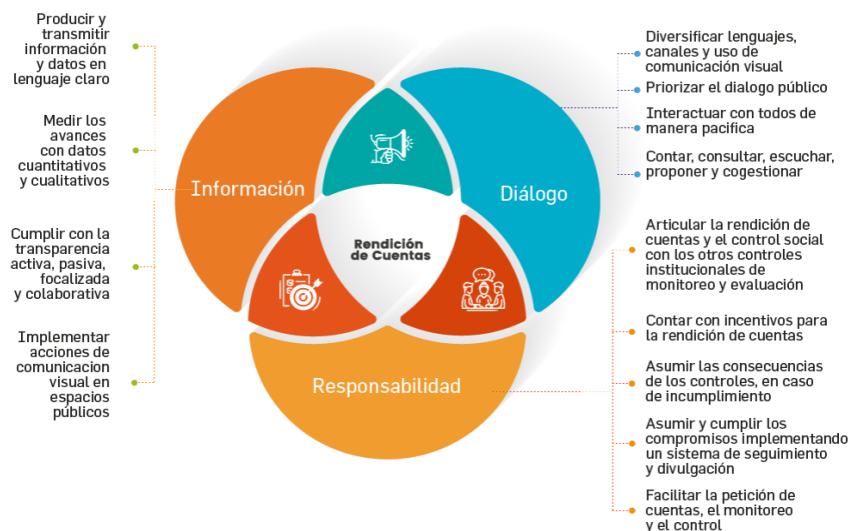 Producir y
transmitir
información
y datos en
lenguaje claro
Medir los
avances
con datos
cuantitativos
y cualitativos
Cumplir con la
transparencia
activa, pasiva,
focalizada
y colaborativa
Implementar
acciones de
comunicacion
visual en
espacios
públicos
Información
Diálogo
Rendición
de Cuentas
Responsabilidad
Diversificar lenguajes,
canales y uso de
comunicación visual
Priorizar el dialogo público
Interactuar con todos de
manera pacifica
Contar, consultar, escuchar,
proponer y cogestionar
Articular la rendición de
cuentas y el control social
con los otros controles
institucionales de
monitoreo y evaluación
Contar con incentivos para
la rendición de cuentas
Asumir las consecuencias
de los controles, en caso
de incumplimiento
Asumir y cumplir los
compromisos implementando
un sistema de seguimiento
y divulgación
Facilitar la petición de
cuentas, el monitoreo
y el control